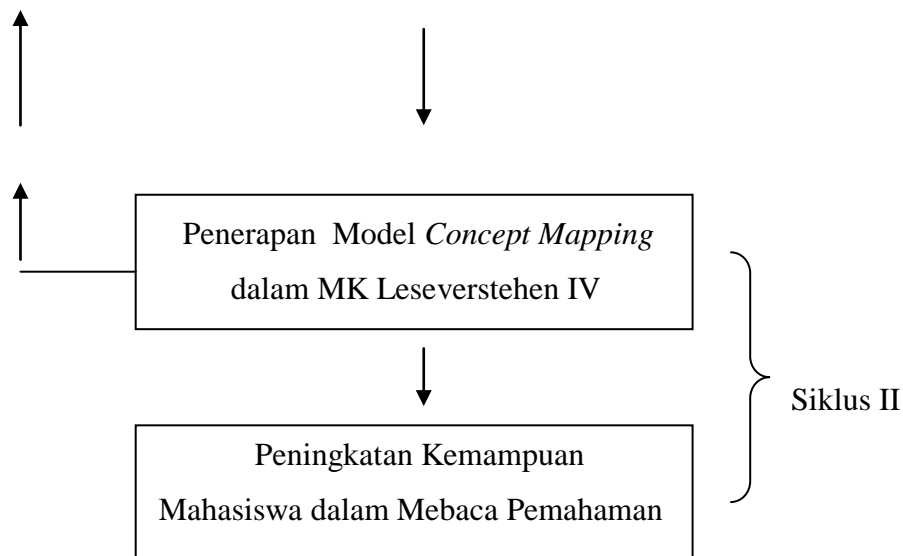 Penerapan Model Concept Mapping
dalam MK Leseverstehen IV
Siklus II
Peningkatan Kemampuan
Mahasiswa dalam Mebaca Pemahaman